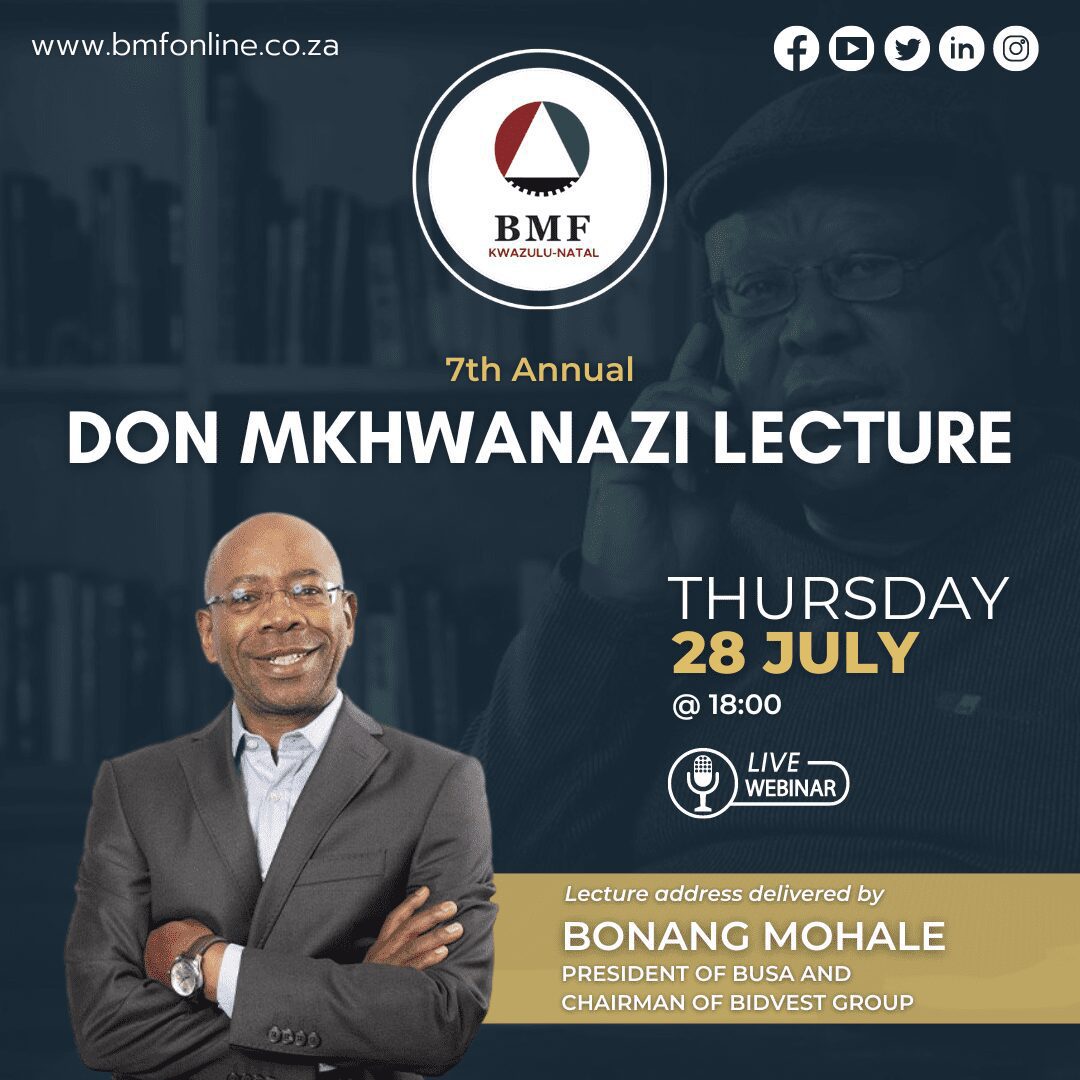 www.bmfonline.co.za
BMF
KWAZULU-NATAL
7th Annual
DON MKHWANAZI LECTURE
THURSDAY
28 JULY
@ 18:00
LIVE
WEBINAR
Lecture address delivered by
BONANG MOHALE
PRESIDENT OF BUSA AND
CHAIRMAN OF BIDVEST GROUP